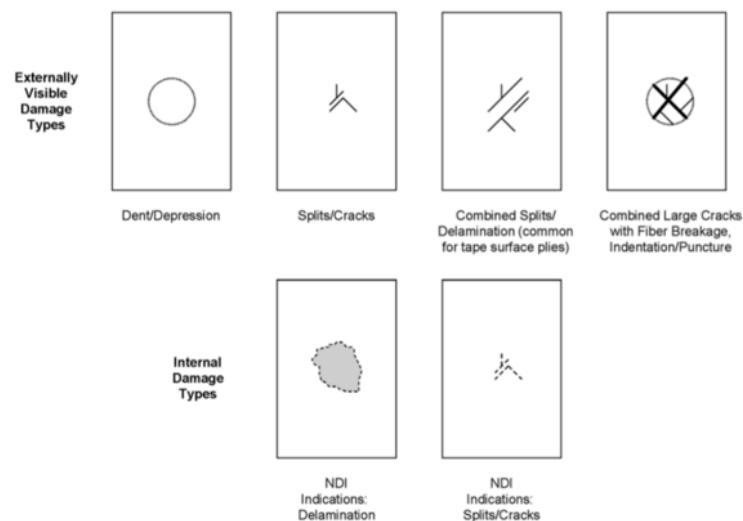 Externally
Visible
Damage
Types
Dent/Depression
Splits/Cracks
Combined Splits/
Delamination (common
for tape surface plies)
Combined Large Cracks
with Fiber Breakage,
Indentation/Puncture
Internal
Damage
Types
NDI
Indications:
Delamination
NDI
Indications:
Splits/Cracks